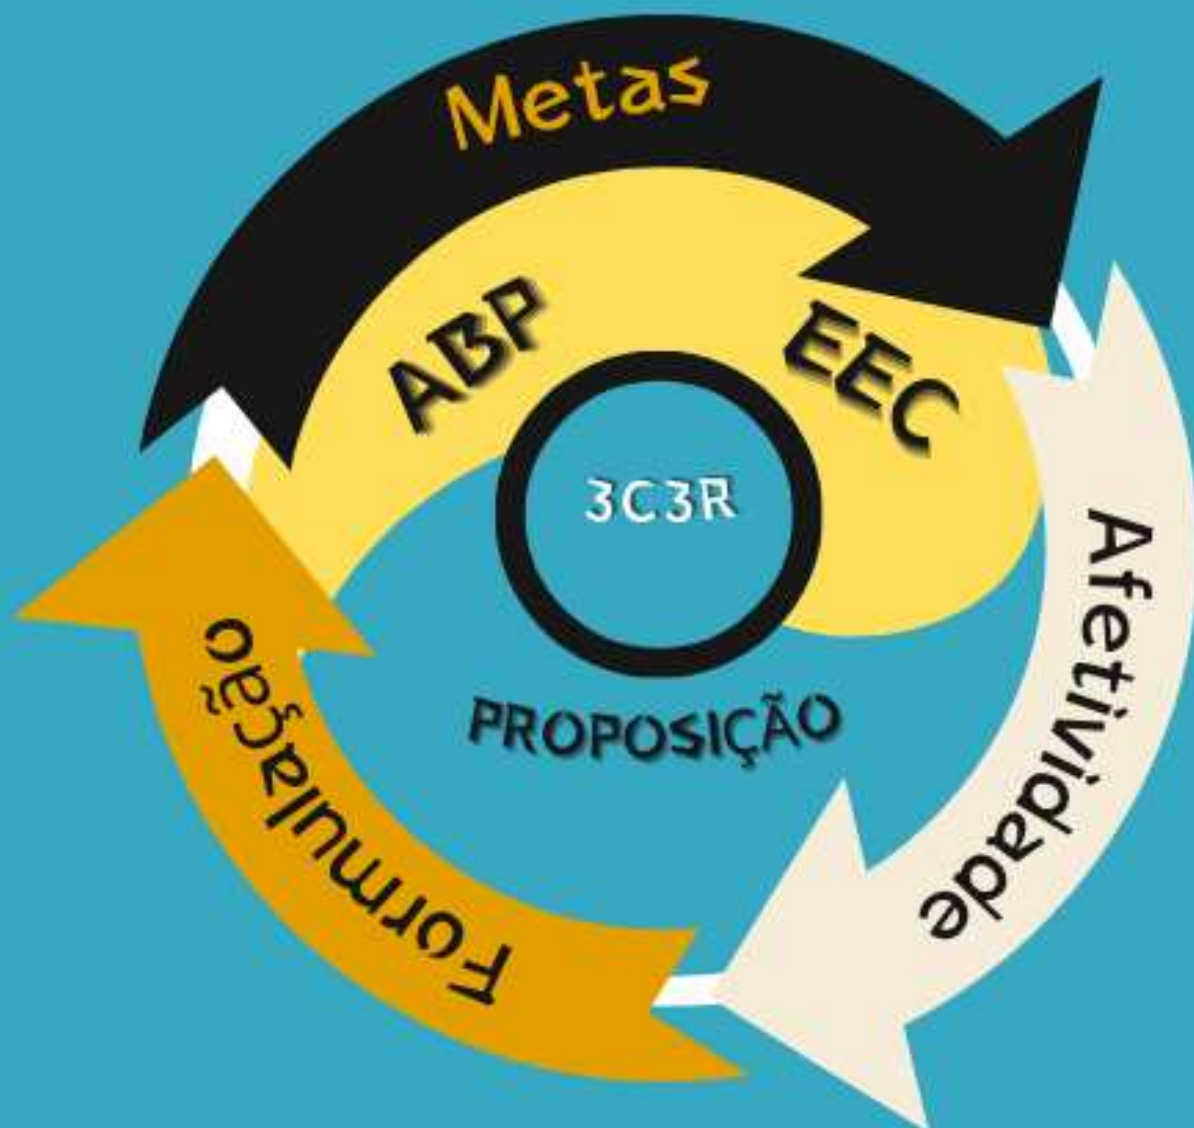 Metas
ABP
EEC
3C3R
Afetividade
PROPOSIÇÃO
Formulação